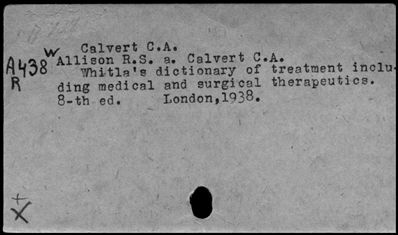 Calvert C.A.
W
A438 Allison R.S. a. Calvert C.A.
R
Whitla's dictionary of treatment inclu-
ding medical and surgical therapeutics.
8-th ed. London,1938.
+
X